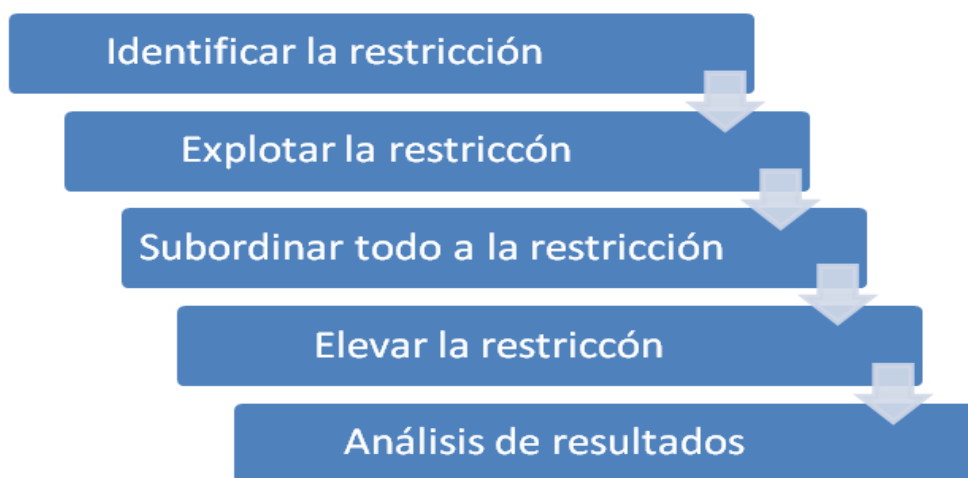 Identificar la restricción
Explotar la restriccón
Subordinar todo a la restricción
Elevar la restriccón
Análisis de resultados